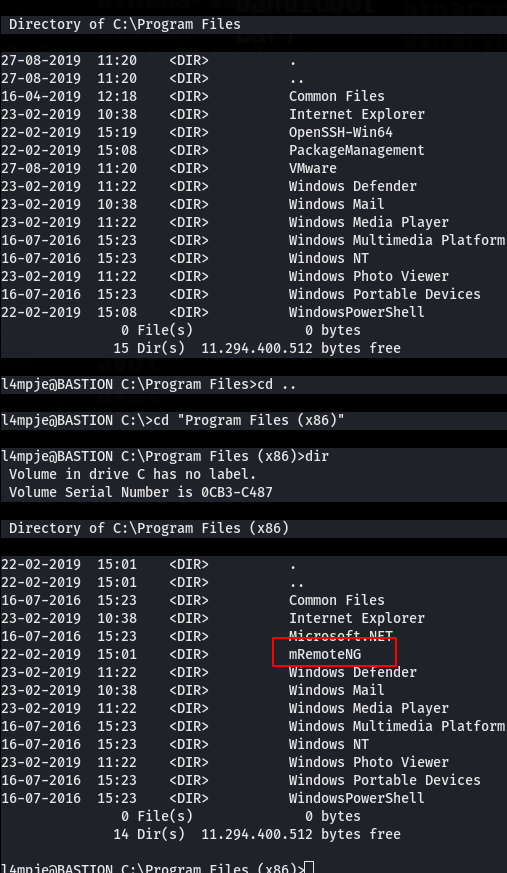 Directory of C:\Program Files
27-08-2019  11:20    <DIR>          .
27-08-2019  11:20    <DIR>          ..
16-04-2019  12:18    <DIR>          Common Files
23-02-2019  10:38    <DIR>          Internet Explorer
22-02-2019  15:19    <DIR>          OpenSSH-Win64
22-02-2019  15:08    <DIR>          PackageManagement
27-08-2019  11:20    <DIR>          VMware
23-02-2019  11:22    <DIR>          Windows Defender
23-02-2019  10:38    <DIR>          Windows Mail
23-02-2019  11:22    <DIR>          Windows Media Player
16-07-2016  15:23    <DIR>          Windows Multimedia Platform
16-07-2016  15:23    <DIR>          Windows NT
23-02-2019  11:22    <DIR>          Windows Photo Viewer
16-07-2016  15:23    <DIR>          Windows Portable Devices
22-02-2019  15:08    <DIR>          WindowsPowerShell
0 File(s)              0 bytes
15 Dir(s)  11.294.400.512 bytes free
l4mpje@BASTION C:\Program Files>cd ..
l4mpje@BASTION C:\>cd "Program Files (x86)"
l4mpje@BASTION C:\Program Files (x86)>dir
Volume in drive C has no label.
Volume Serial Number is 0CB3-C487
Directory of C:\Program Files (x86)
22-02-2019  15:01    <DIR>          .
22-02-2019  15:01    <DIR>          ..
16-07-2016  15:23    <DIR>          Common Files
23-02-2019  10:38    <DIR>          Internet Explorer
16-07-2016  15:23    <DIR>          Microsoft.NET
22-02-2019  15:01    <DIR>          mRemoteNG
23-02-2019  11:22    <DIR>          Windows Defender
23-02-2019  10:38    <DIR>          Windows Mail
23-02-2019  11:22    <DIR>          Windows Media Player
16-07-2016  15:23    <DIR>          Windows Multimedia Platform
16-07-2016  15:23    <DIR>          Windows NT
23-02-2019  11:22    <DIR>          Windows Photo Viewer
16-07-2016  15:23    <DIR>          Windows Portable Devices
16-07-2016  15:23    <DIR>          WindowsPowerShell
0 File(s)              0 bytes
14 Dir(s)  11.294.400.512 bytes free
l4mpje@BASTION C:\Program Files (x86)>